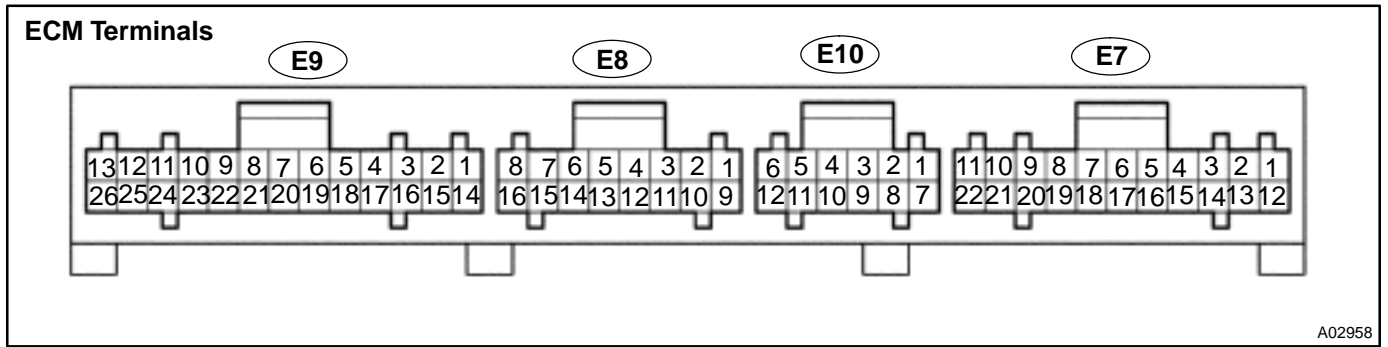 ECM Terminals
E9 E8 E10 E7
13 12 11 10 9 8 7 6 5 4 3 2 1 8 7 6 5 4 3 2 1 6 5 4 3 2 1 11 10 9 8 7 6 5 4 3 2 1
26 25 24 23 22 21 20 19 18 17 16 15 14 16 15 14 13 12 11 10 9 12 11 10 9 8 7 22 21 20 19 18 17 16 15 14 13 12
A02958